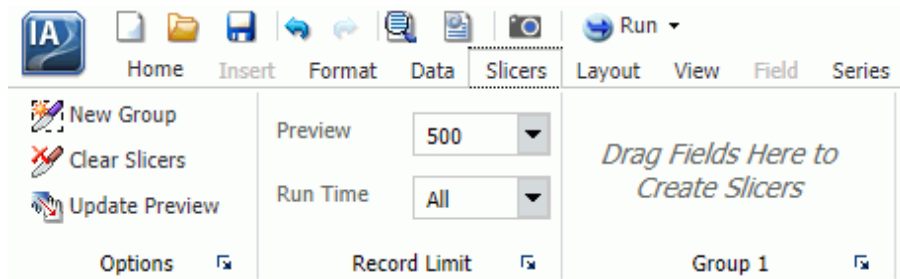 IA
Run
Home Insert Format Data Slicers Layout View Field Series
New Group
Clear Slicers
Update Preview
Options
Preview 500
Run Time All
Record Limit
Drag Fields Here to
Create Slicers
Group 1